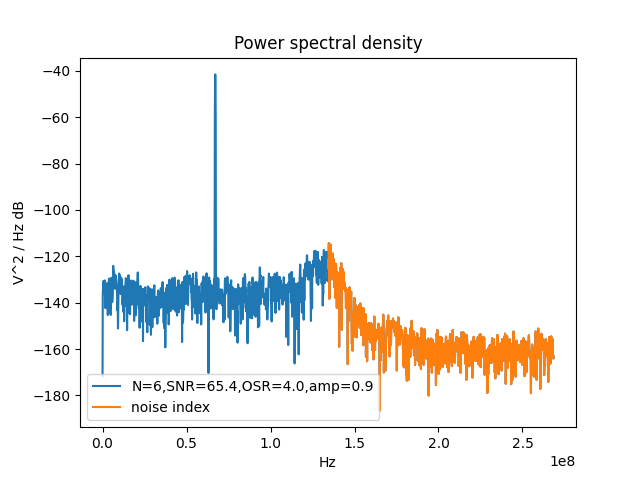 Power spectral density
V^2 / Hz dB
−40
−60
−80
−100
−120
−140
−160
−180
N=6,SNR=65.4,OSR=4.0,amp=0.9
noise index
0.0 0.5 1.0 1.5 2.0 2.5
1e8
Hz